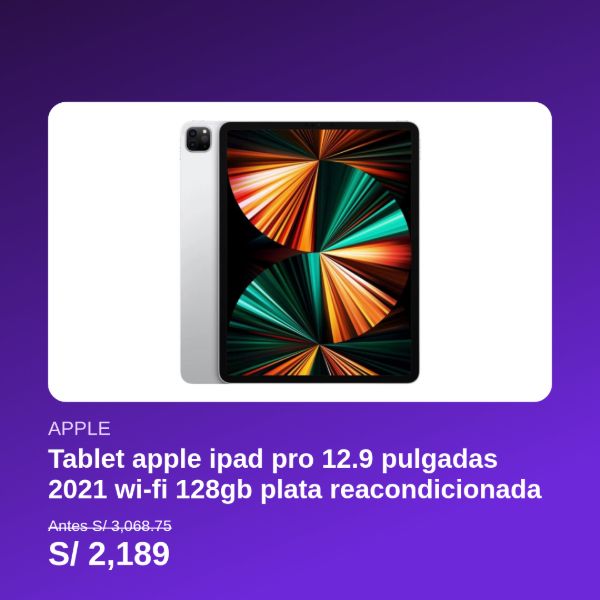 APPLE
Tablet apple ipad pro 12.9 pulgadas
2021 wi-fi 128gb plata reacondicionada
Antes S/ 3,068.75
S/ 2,189